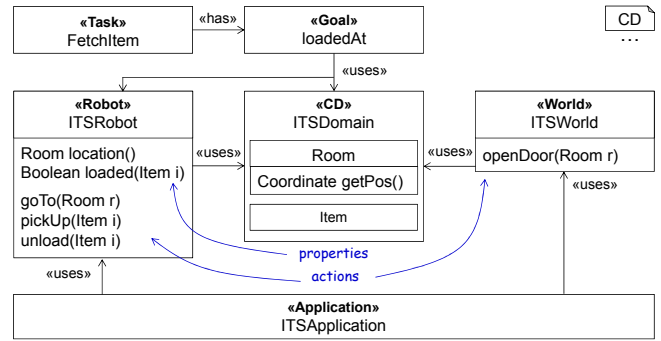 «Task»
FetchItem
«has»
«Goal»
loadedAt
CD
...
«uses»
«Robot»
ITSRobot
Room location()
Boolean loaded(Item i)
goTo(Room r)
pickUp(Item i)
unload(Item i)
«uses»
«CD»
ITSDomain
Room
Coordinate getPos()
Item
«uses»
«World»
ITSWorld
openDoor(Room r)
«uses»
properties
actions
«uses»
«Application»
ITSApplication